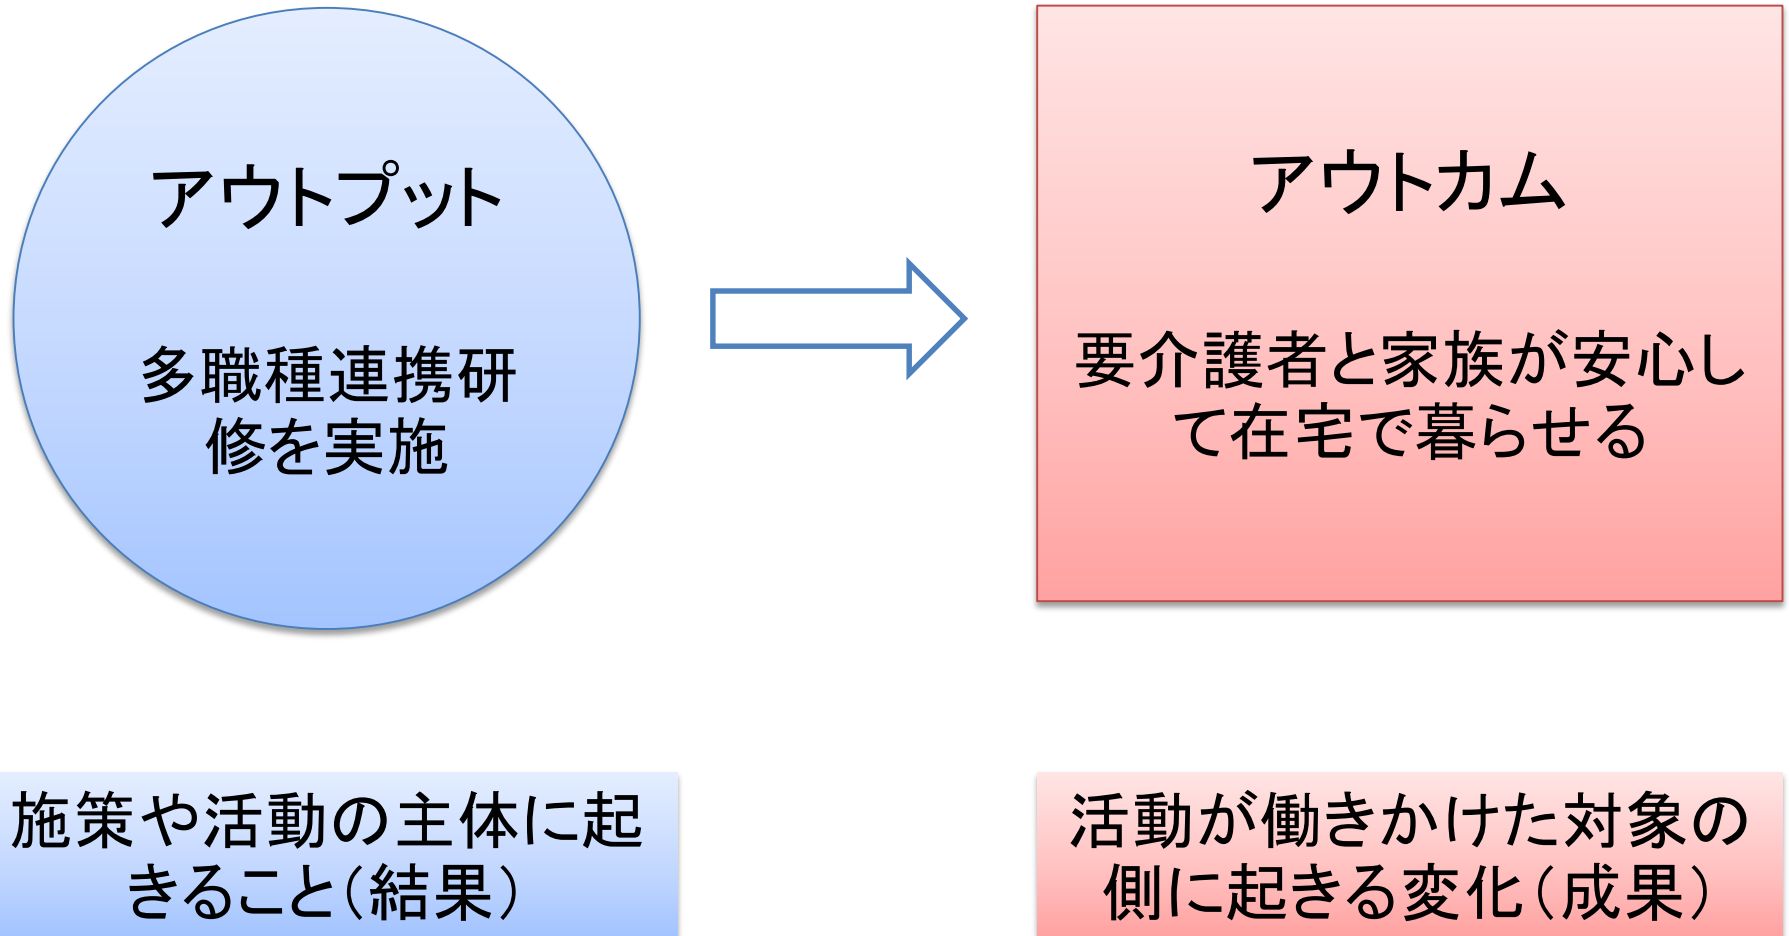 アウトプット
多職種連携研
修を実施
アウトカム
要介護者と家族が安心し
て在宅で暮らせる
施策や活動の主体に起
きること（結果）
活動が働きかけた対象の
側に起きる変化（成果）